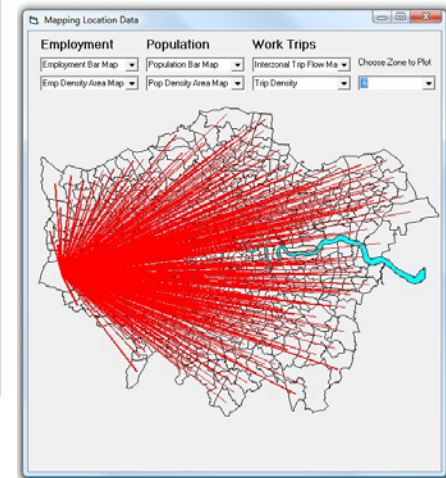 Mapping Location Data
Employment Population Work Trips
Employment Bar Map Population Bar Map Interzonal Trip Flow Ma Choose Zone to Plot
Emp Density Area Map Pop Density Area Map Trip Density